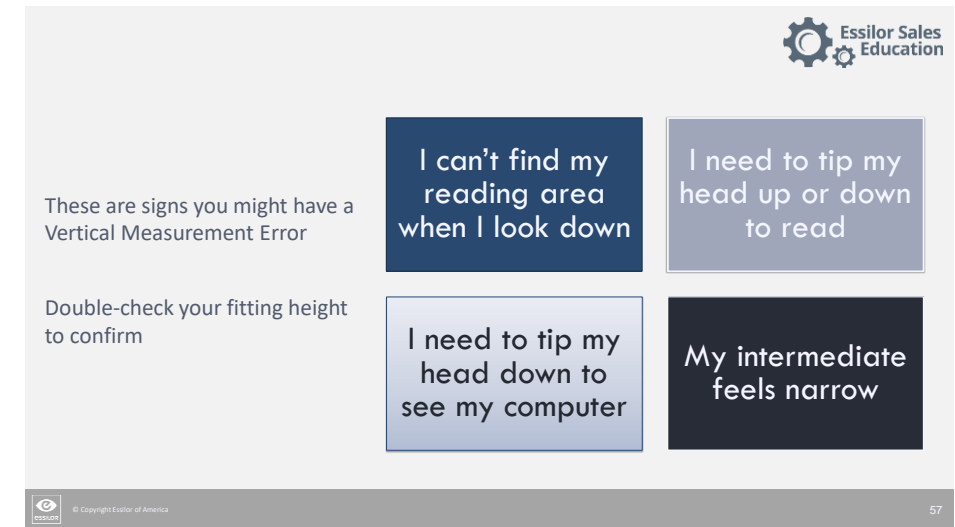 Essilor Sales
Education
These are signs you might have a
Vertical Measurement Error
Double-check your fitting height
to confirm
I can’t find my
reading area
when I look down
I need to tip my
head up or down
to read
I need to tip my
head down to
see my computer
My intermediate
feels narrow
essilor
© Copyright Essilor of America
57